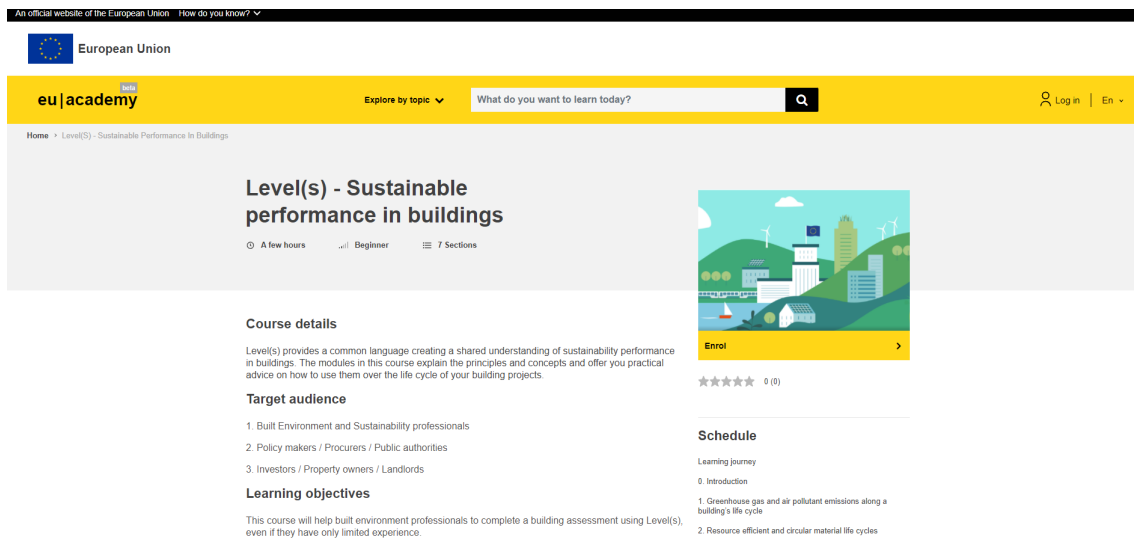 An official website of the European Union How do you know?
European Union
eu|academy
beta
Explore by topic
What do you want to learn today?
Log in
En
Home › Level(S) - Sustainable Performance In Buildings
Level(s) - Sustainable
performance in buildings
A few hours
Beginner
7 Sections
Course details
Level(s) provides a common language creating a shared understanding of sustainability performance
in buildings. The modules in this course explain the principles and concepts and offer you practical
advice on how to use them over the life cycle of your building projects.
Target audience
1. Built Environment and Sustainability professionals
2. Policy makers / Procurers / Public authorities
3. Investors / Property owners / Landlords
Learning objectives
This course will help built environment professionals to complete a building assessment using Level(s),
even if they have only limited experience.
Enrol
0 (0)
Schedule
Learning journey
0. Introduction
1. Greenhouse gas and air pollutant emissions along a
building's life cycle
2. Resource efficient and circular material life cycles